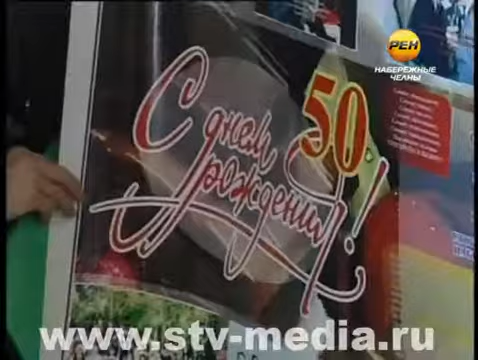 РЕН
НАБЕРЕЖНЫЕ
ЧЕЛНЫ
50
С днем
рождения!
www.stv-media.ru